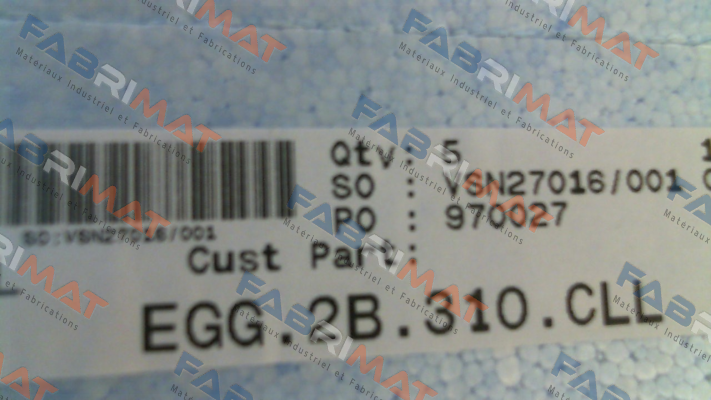 Qty: 5
SO : VSN27016/001
PO : 970027
SO:VSN27016/001
Cust Part:
EGG.2B.310.CLL
FABRIMAT
Materiaux Industriel et Fabrications